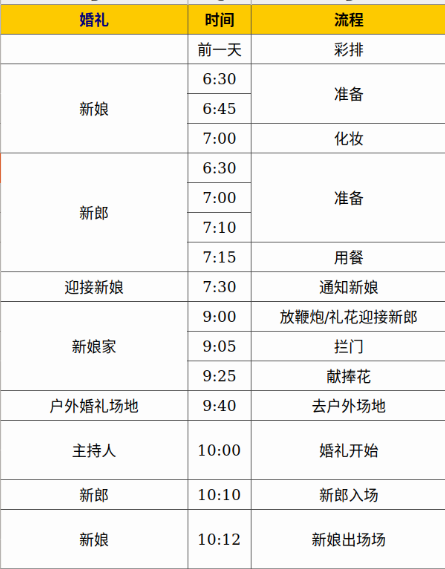 婚礼 时间 流程
前一天 彩排
6:30
准备
新娘 6:45
7:00 化妆
6:30
7:00 准备
新郎
7:10
7:15 用餐
迎接新娘 7:30 通知新娘
9:00 放鞭炮/礼花迎接新郎
新娘家 9:05 拦门
9:25 献捧花
户外婚礼场地 9:40 去户外场地
主持人 10:00 婚礼开始
新郎 10:10 新郎入场
新娘 10:12 新娘出场场